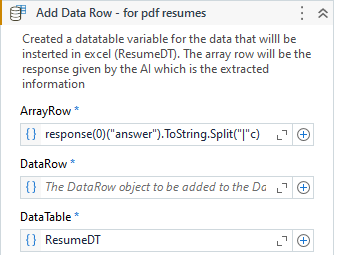 Add Data Row - for pdf resumes
Created a datatable variable for the data that willl be
insterted in excel (ResumeDT). The array row will be the
response given by the AI which is the extracted
information
ArrayRow *
{} response(0)("answer").ToString.Split("|"c)
DataRow *
{} The DataRow object to be added to the Da
DataTable *
{} ResumeDT